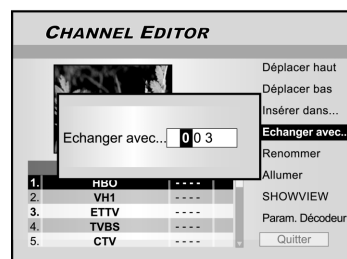 CHANNEL EDITOR
Déplacer haut
Déplacer bas
Insérer dans...
Echanger avec...
Renommer
Allumer
SHOWVIEW
Param. Décodeur
Quitter
Echanger avec... 0 0 3
1. HBO - - - -
2. VH1 - - - -
3. ETTV - - - -
4. TVBS - - - -
5. CTV - - - -